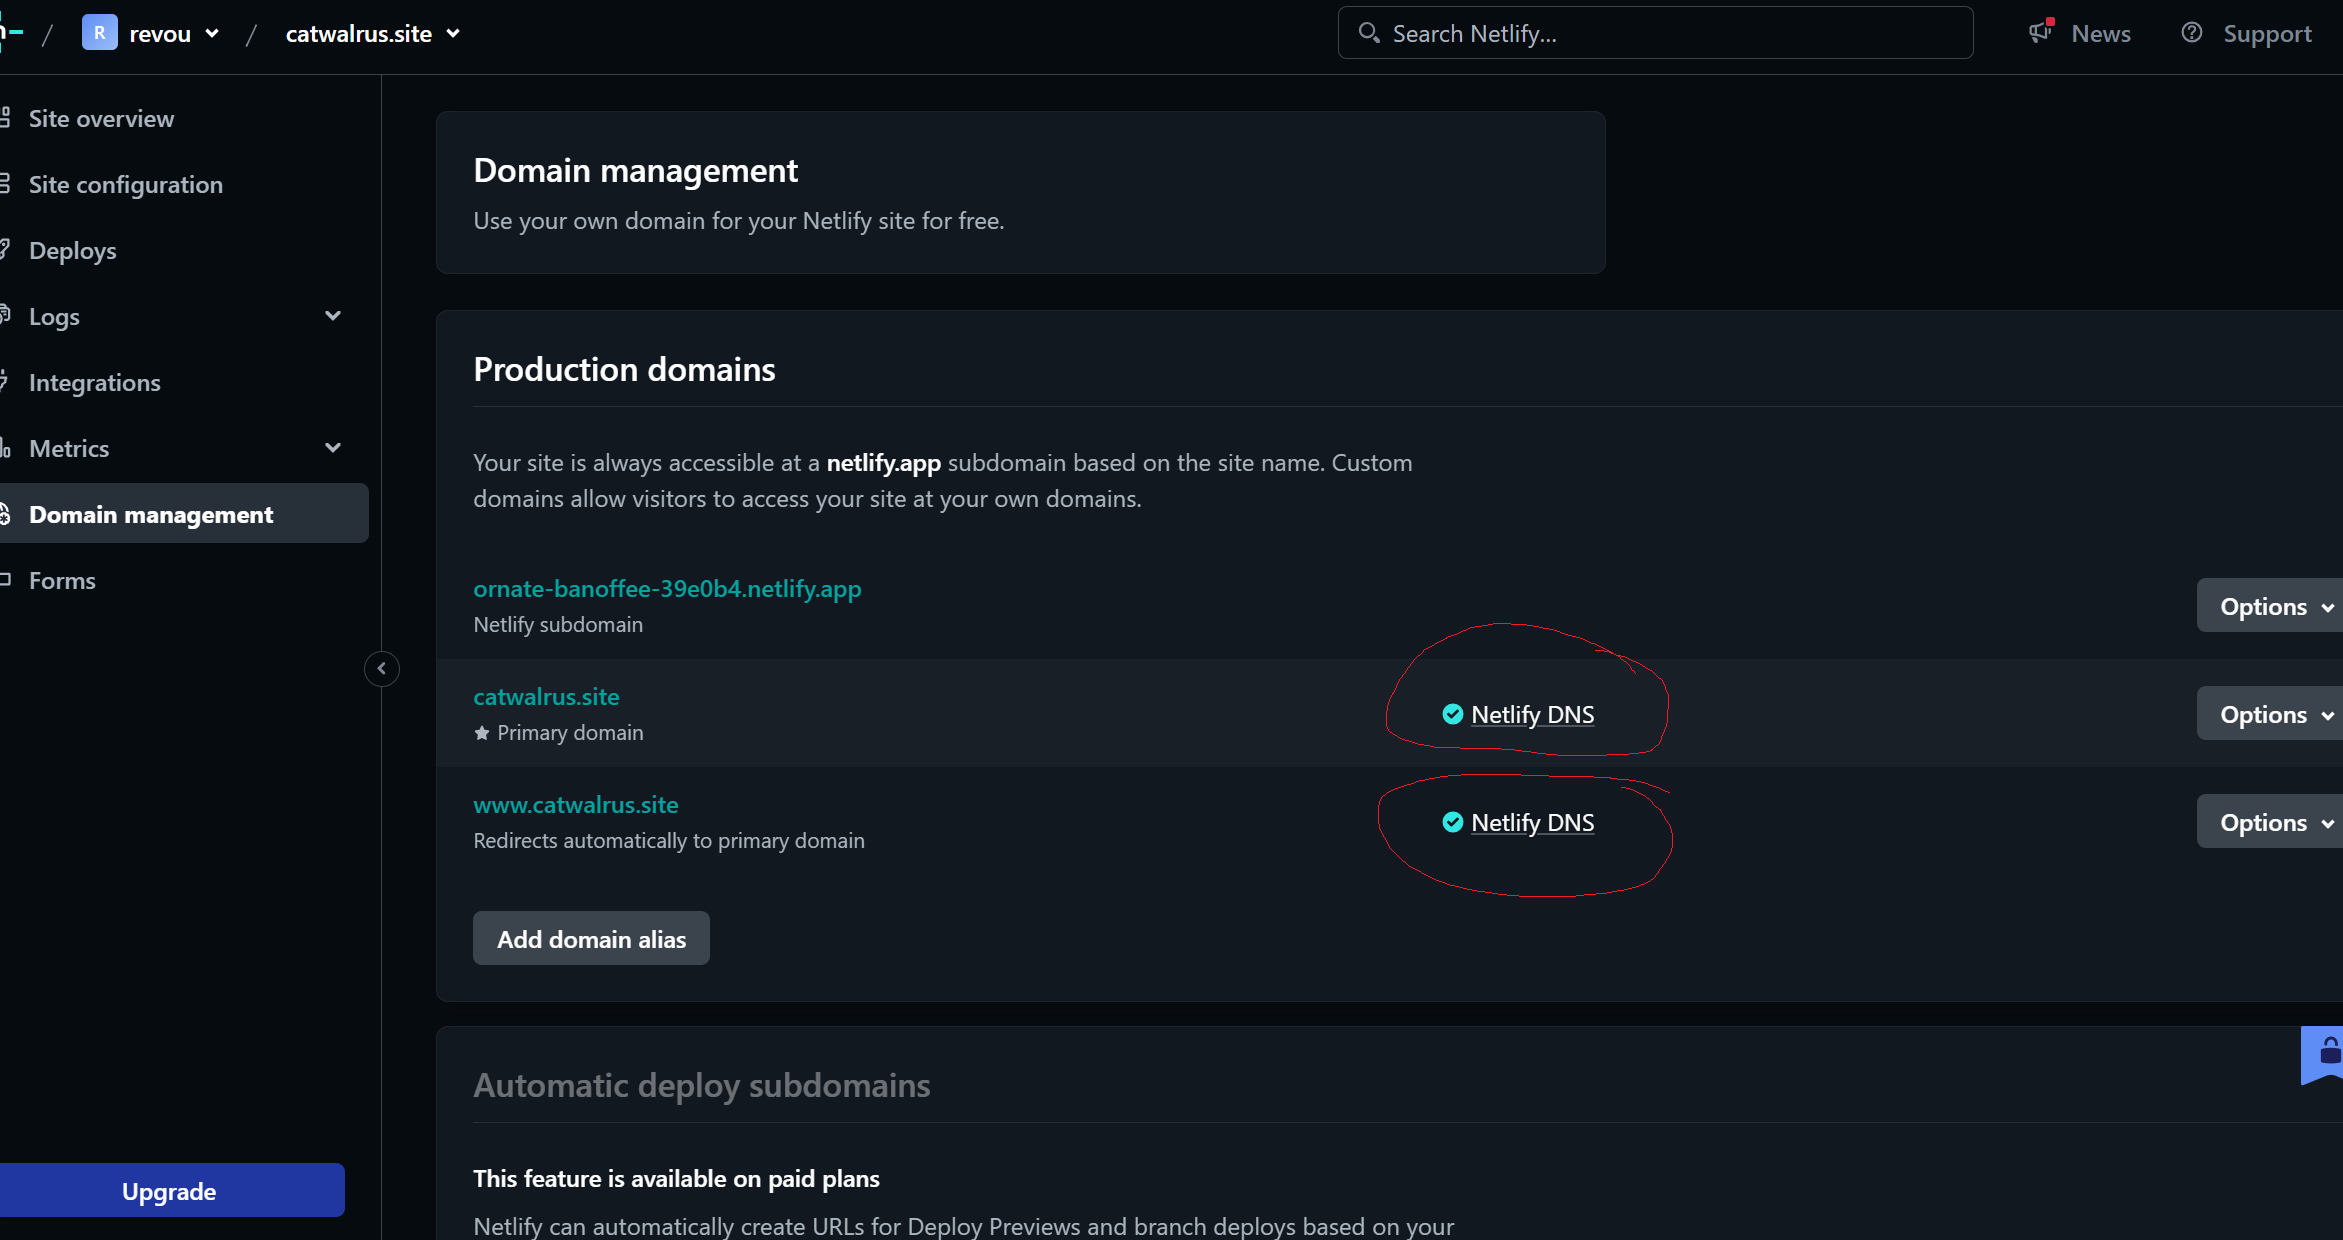 / R revou / catwalrus.site
Search Netlify...
News
Support
Site overview
Site configuration
Deploys
Logs
Integrations
Metrics
Domain management
Forms
Upgrade
Domain management
Use your own domain for your Netlify site for free.
Production domains
Your site is always accessible at a netlify.app subdomain based on the site name. Custom
domains allow visitors to access your site at your own domains.
ornate-banoffee-39e0b4.netlify.app
Netlify subdomain
Options
catwalrus.site
Primary domain
Netlify DNS
Options
www.catwalrus.site
Redirects automatically to primary domain
Netlify DNS
Options
Add domain alias
Automatic deploy subdomains
This feature is available on paid plans
Netlify can automatically create URLs for Deploy Previews and branch deploys based on your